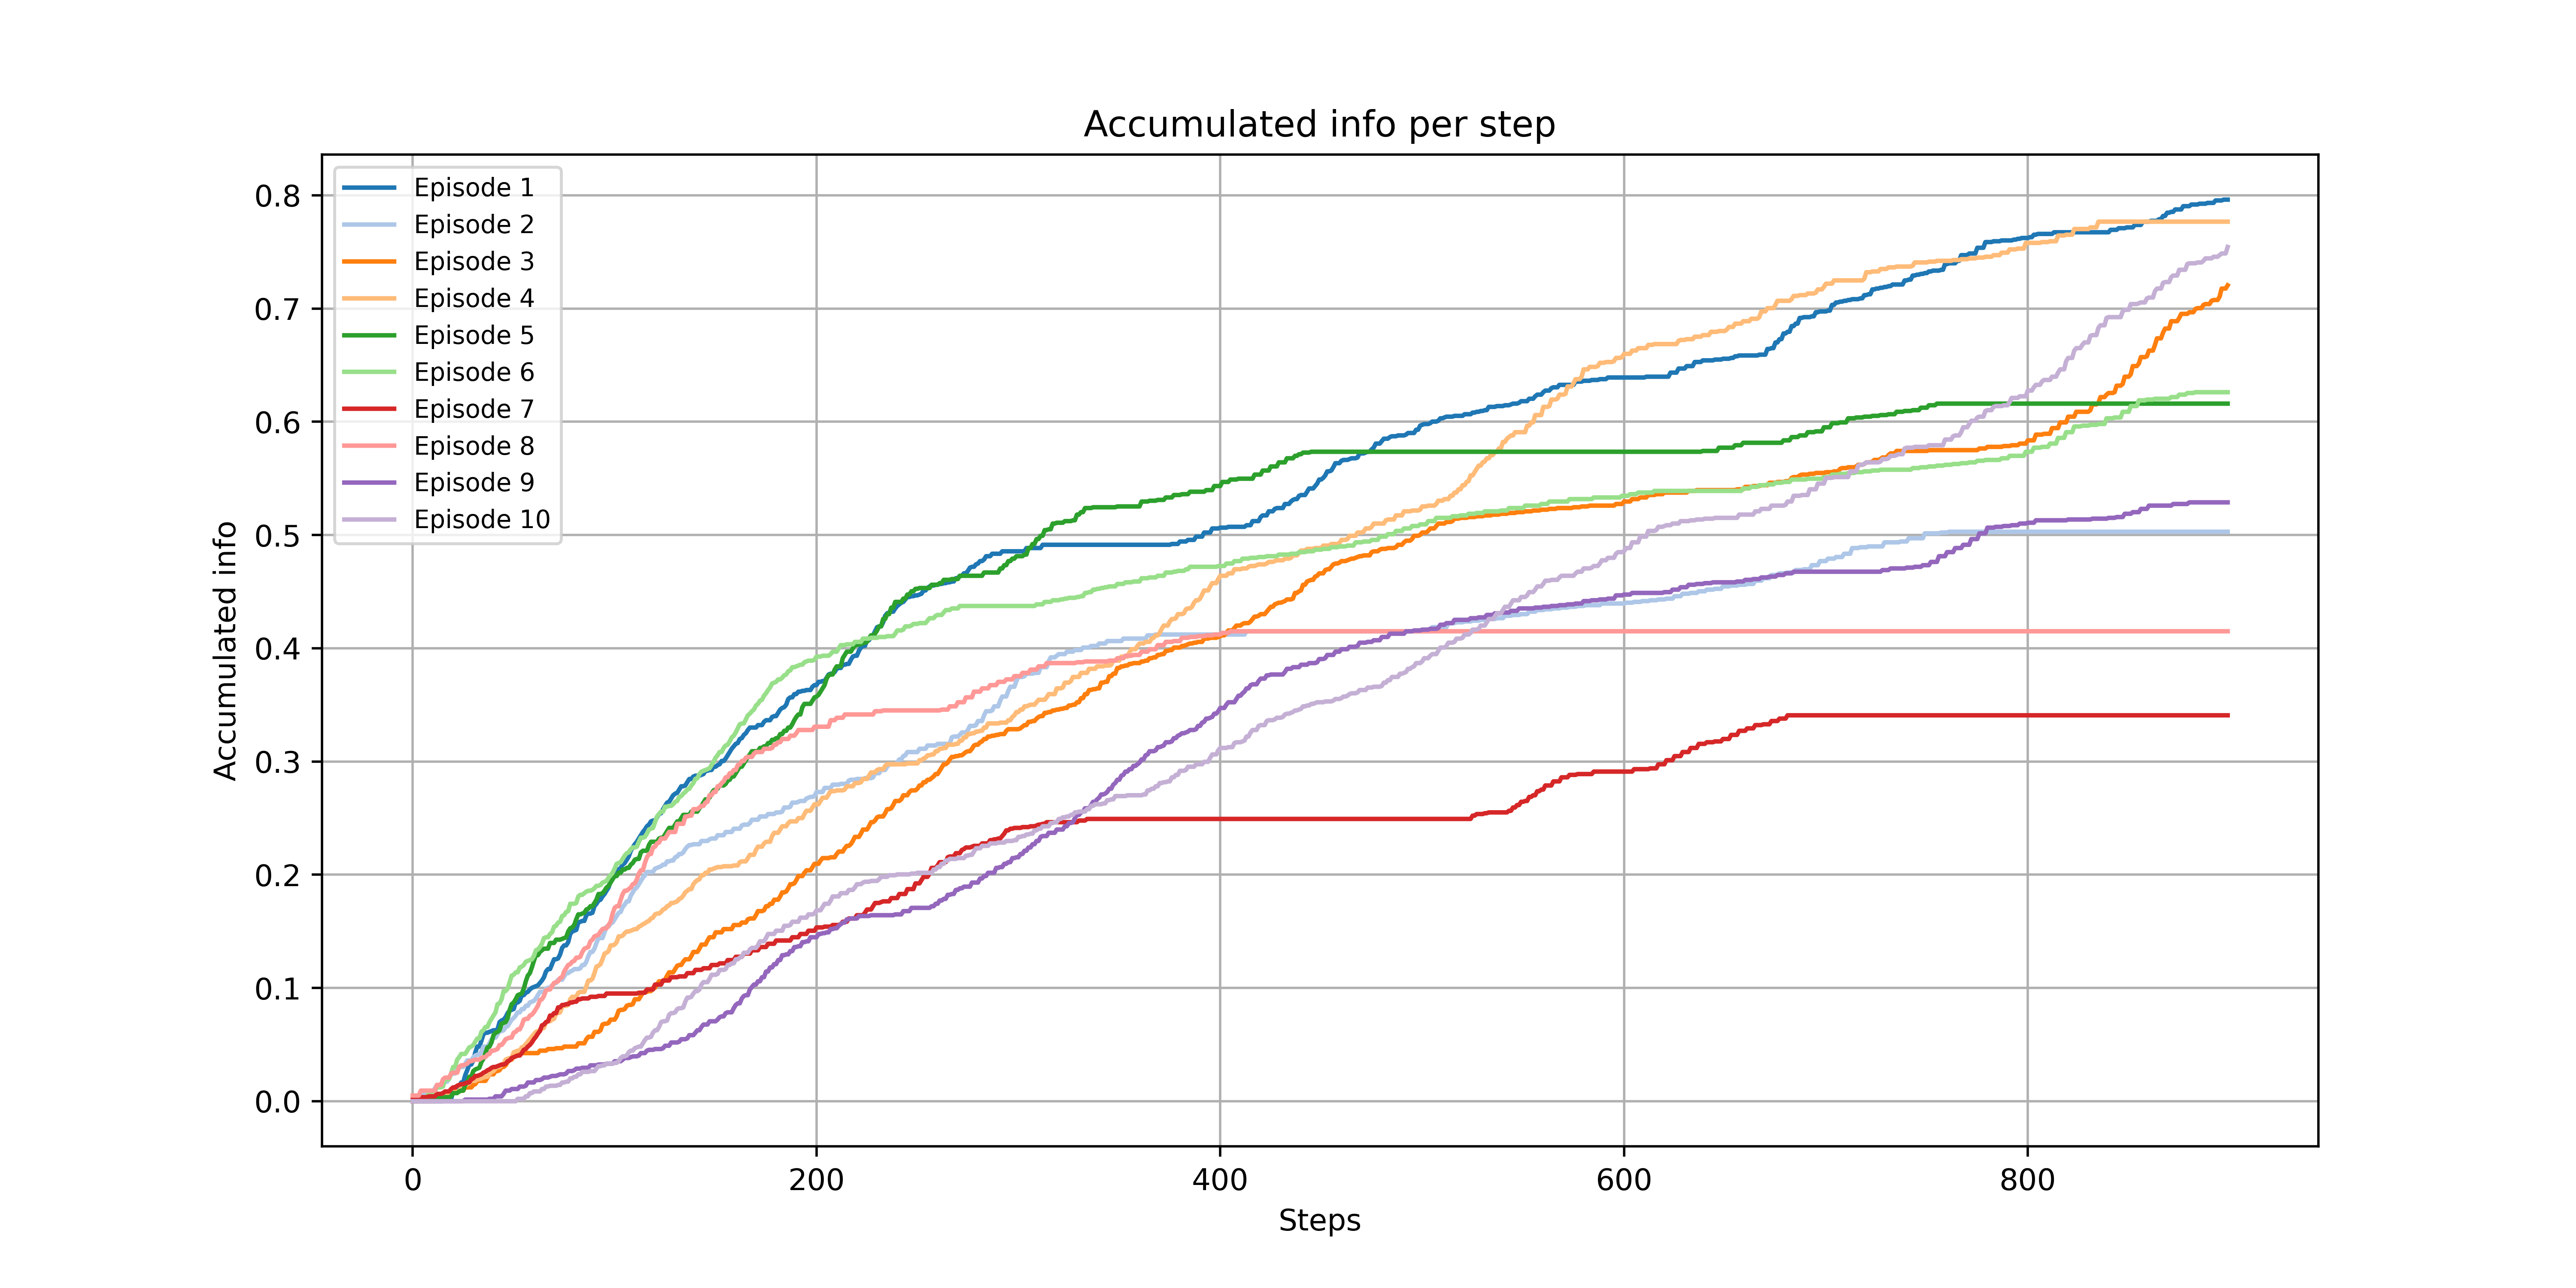 Accumulated info per step
Episode 1
Episode 2
Episode 3
Episode 4
Episode 5
Episode 6
Episode 7
Episode 8
Episode 9
Episode 10
0.8
0.7
0.6
0.5
0.4
0.3
0.2
0.1
0.0
Accumulated info
0 200 400 600 800
Steps